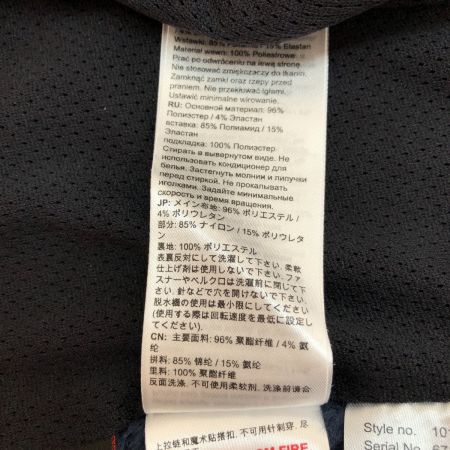 Wstawki: 85% Poliamid / 15% Elastan
Materiał wewn: 100% Poliestrowe.
Prać po odwróceniu na lewą stronę.
Nie stosować zmiękczaczy do tkanin.
Zamknąć zamki oraz rzepy przed
praniem. Nie przekłuwać igłami.
Ustawić minimalne wirowanie.
RU: Основной материал: 96%
Полиэстер / 4% Эластан
вставка: 85% Полиамид / 15%
Эластан
подкладка: 100% Полиэстер
Стирать в вывернутом виде. Не
использовать кондиционер для
белья. Застегнуть молнии и липучки
перед стиркой. Не прокалывать
иголками. Задайте минимальные
скорость и время вращения.
JP: メイン布地: 96% ポリエステル /
4% ポリウレタン
部分: 85% ナイロン / 15% ポリウレタ
ン
裏地: 100% ポリエステル
表裏反対にして洗濯して下さい. 柔軟
仕上げ剤は使用しないで下さい. ファ
スナーやベルクロは洗濯前に閉じて下
さい. 針などで穴を開けないで下さい.
脱水機の使用は最小限にしてください
(使用する際は回転速度を最低に設定し
てください).
CN: 主要面料: 96% 聚酯纤维 / 4% 氨
纶
拼料: 85% 锦纶 / 15% 氨纶
里料: 100% 聚酯纤维
反面洗涤. 不可用柔软剂. 洗涤前请合
上拉链和魔术贴搭扣. 不可用针刺穿. 尽
FIRE
Style no. 101
Serial No. 67